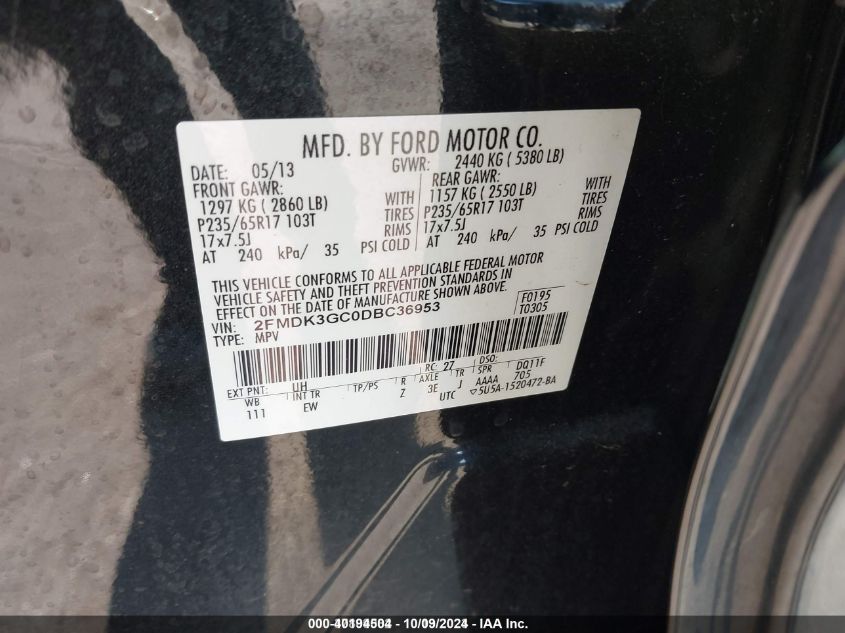 MFD. BY FORD MOTOR CO.
DATE: 05/13 GVWR: 2440 KG ( 5380 LB)
FRONT GAWR: REAR GAWR:
1297 KG ( 2860 LB) WITH 1157 KG ( 2550 LB) WITH
P235/65R17 103T TIRES P235/65R17 103T TIRES
17x7.5J RIMS 17x7.5J RIMS
AT 240 kPa/ 35 PSI COLD AT 240 kPa/ 35 PSI COLD
THIS VEHICLE CONFORMS TO ALL APPLICABLE FEDERAL MOTOR
VEHICLE SAFETY AND THEFT PREVENTION STANDARDS IN
EFFECT ON THE DATE OF MANUFACTURE SHOWN ABOVE.
VIN: 2FMDK3GC0DBC36953 F0195
TYPE: MPV T0305
EXT PNT: UH RC: 27 DSO:
WB INT TR TP/PS R AXLE TR SPR DQ11F
111 EW Z 3E J AAAA 705
UTC ▽5U5A-1520472-BA
000-40194504 - 10/09/2024 - IAA Inc.